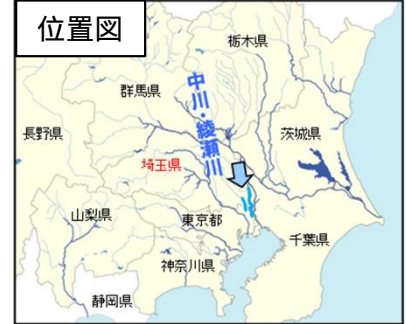 位置図
栃木県
群馬県
中川・綾瀬川
長野県
茨城県
埼玉県
山梨県
東京都
千葉県
神奈川県
静岡県